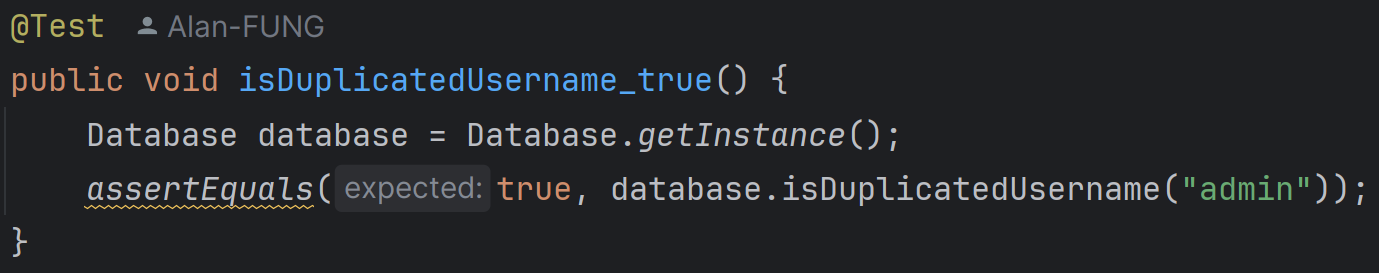 @Test Alan-FUNG
public void isDuplicatedUsername_true() {
    Database database = Database.getInstance();
    assertEquals( expected: true, database.isDuplicatedUsername("admin"));
}